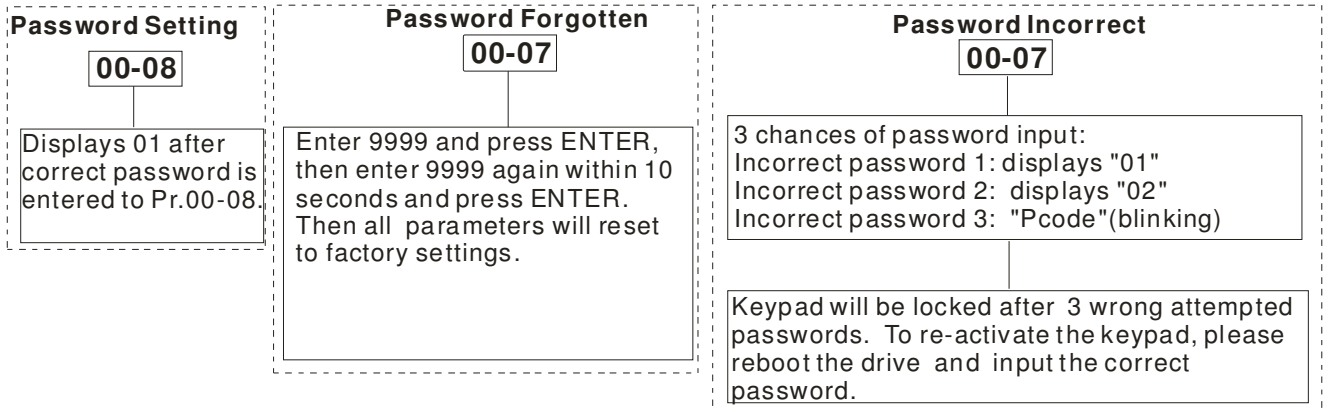 Password Setting
00-08
Displays 01 after
correct password is
entered to Pr.00-08.
Password Forgotten
00-07
Enter 9999 and press ENTER,
then enter 9999 again within 10
seconds and press ENTER.
Then all parameters will reset
to factory settings.
Password Incorrect
00-07
3 chances of password input:
Incorrect password 1: displays "01"
Incorrect password 2: displays "02"
Incorrect password 3: "Pcode"(blinking)
Keypad will be locked after 3 wrong attempted
passwords. To re-activate the keypad, please
reboot the drive and input the correct
password.